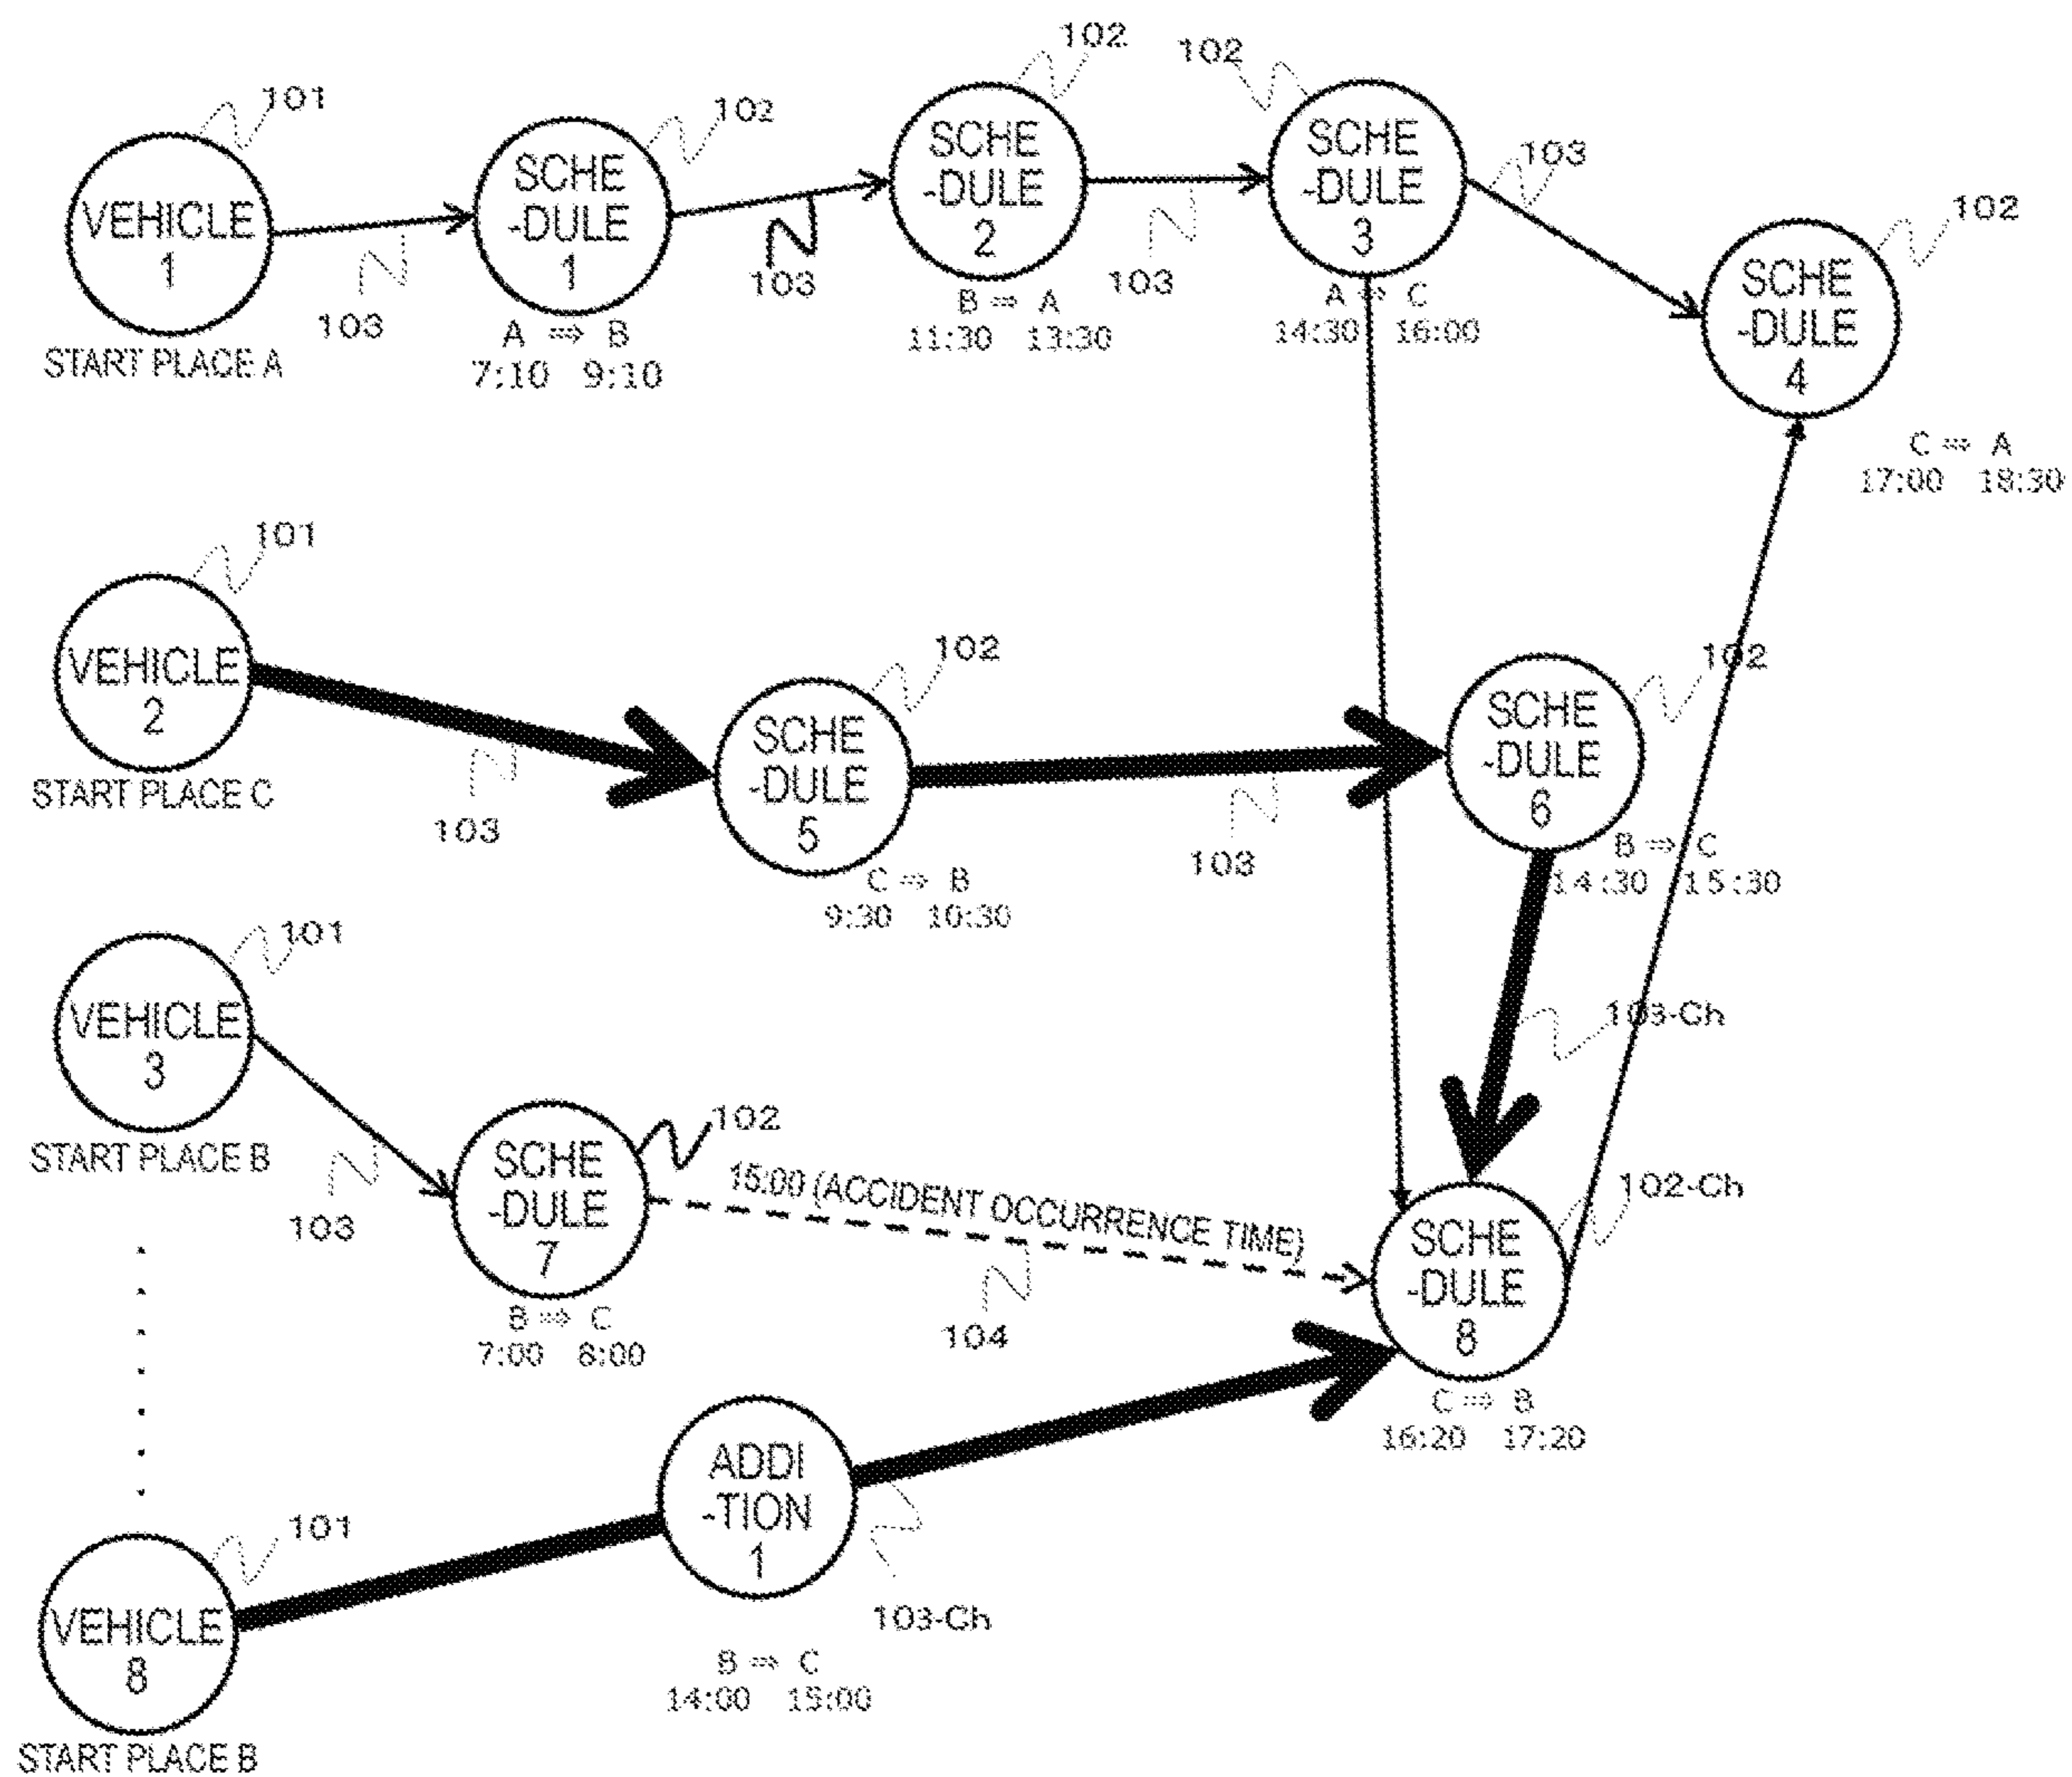 101
VEHICLE
1
START PLACE A
103
102
SCHE
-DULE
1
A ⇒ B
7:10 9:10
103
102
SCHE
-DULE
2
B ⇒ A
11:30 13:30
103
102
SCHE
-DULE
3
A ⇒ C
14:30 16:00
103
102
SCHE
-DULE
4
C ⇒ A
17:00 18:30
101
VEHICLE
2
START PLACE C
103
102
SCHE
-DULE
5
C ⇒ B
9:30 10:30
103
102
SCHE
-DULE
6
B ⇒ C
14:30 15:30
103-Ch
101
VEHICLE
3
START PLACE B
103
102
SCHE
-DULE
7
B ⇒ C
7:00 8:00
15:00 (ACCIDENT OCCURRENCE TIME)
104
102-Ch
SCHE
-DULE
8
C ⇒ B
16:20 17:20
101
VEHICLE
8
START PLACE B
ADDI
-TION
1
103-Ch
B ⇒ C
14:00 15:00